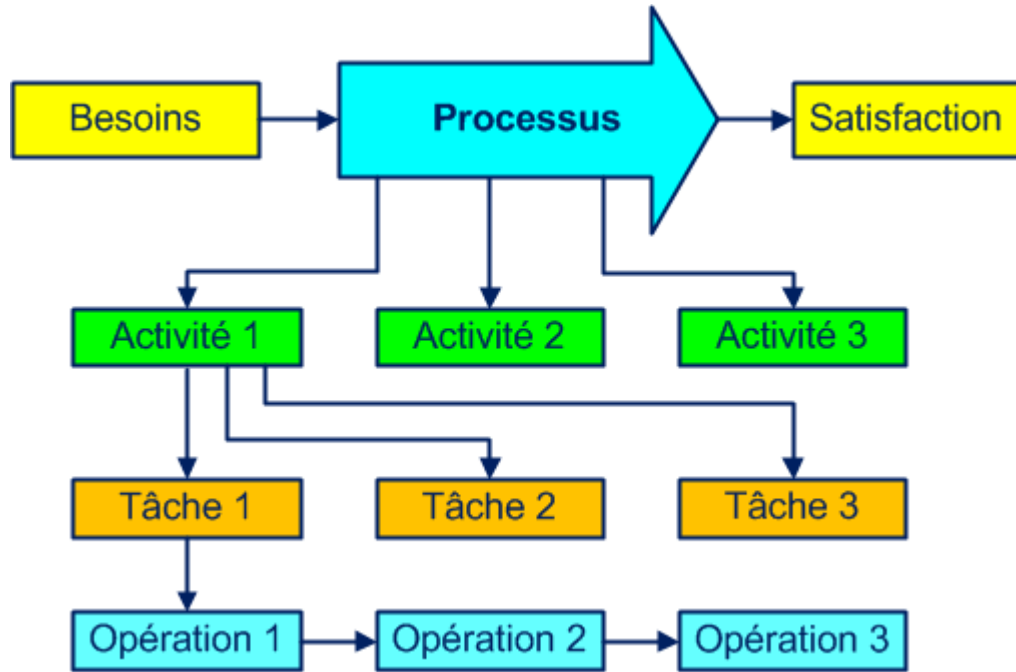 Besoins
Processus
Satisfaction
Activité 1
Activité 2
Activité 3
Tâche 1
Tâche 2
Tâche 3
Opération 1
Opération 2
Opération 3